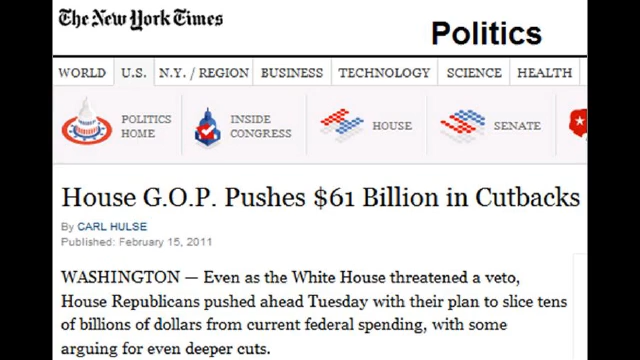 The New York Times
Politics
WORLD U.S. N.Y. / REGION BUSINESS TECHNOLOGY SCIENCE HEALTH
POLITICS HOME
INSIDE CONGRESS
HOUSE
SENATE
House G.O.P. Pushes $61 Billion in Cutbacks
By CARL HULSE
Published: February 15, 2011
WASHINGTON — Even as the White House threatened a veto,
House Republicans pushed ahead Tuesday with their plan to slice tens
of billions of dollars from current federal spending, with some
arguing for even deeper cuts.